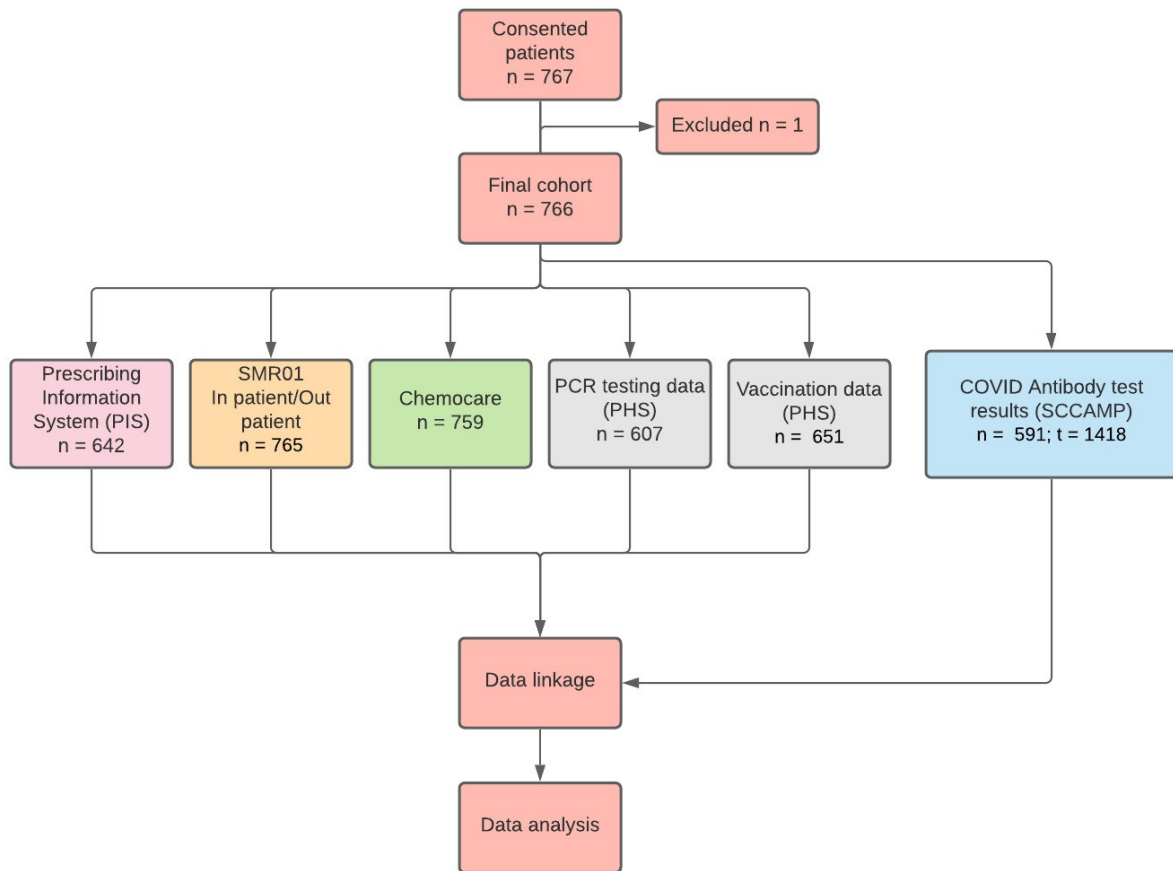 Consented
patients
n = 767
Excluded n = 1
Final cohort
n = 766
Prescribing
Information
System (PIS)
n = 642
SMR01
In patient/Out
patient
n = 765
Chemocare
n = 759
PCR testing data
(PHS)
n = 607
Vaccination data
(PHS)
n = 651
COVID Antibody test
results (SCCAMP)
n = 591; t = 1418
Data linkage
Data analysis